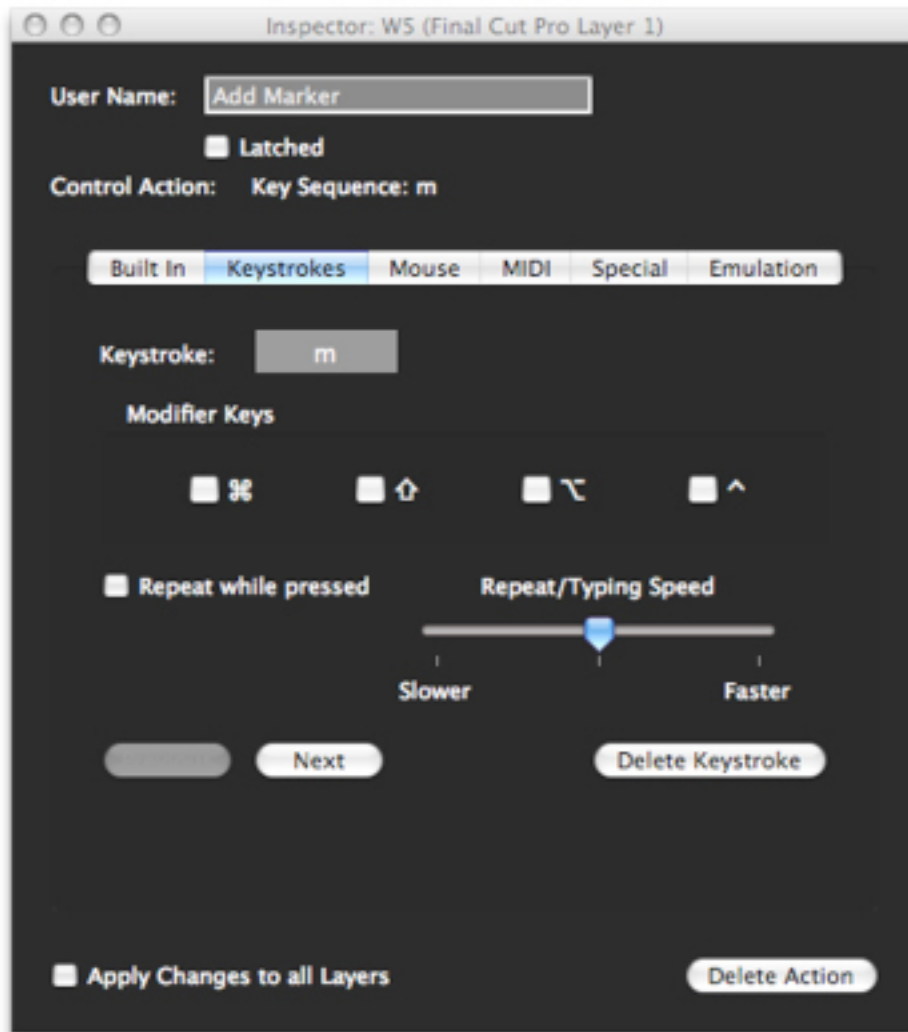 Inspector: W5 (Final Cut Pro Layer 1)
User Name: Add Marker
Latched
Control Action: Key Sequence: m
Built In Keystrokes Mouse MIDI Special Emulation
Keystroke: m
Modifier Keys
⌘ ⇧ ⌥ ^
Repeat while pressed Repeat/Typing Speed
Slower Faster
Next Delete Keystroke
Apply Changes to all Layers Delete Action